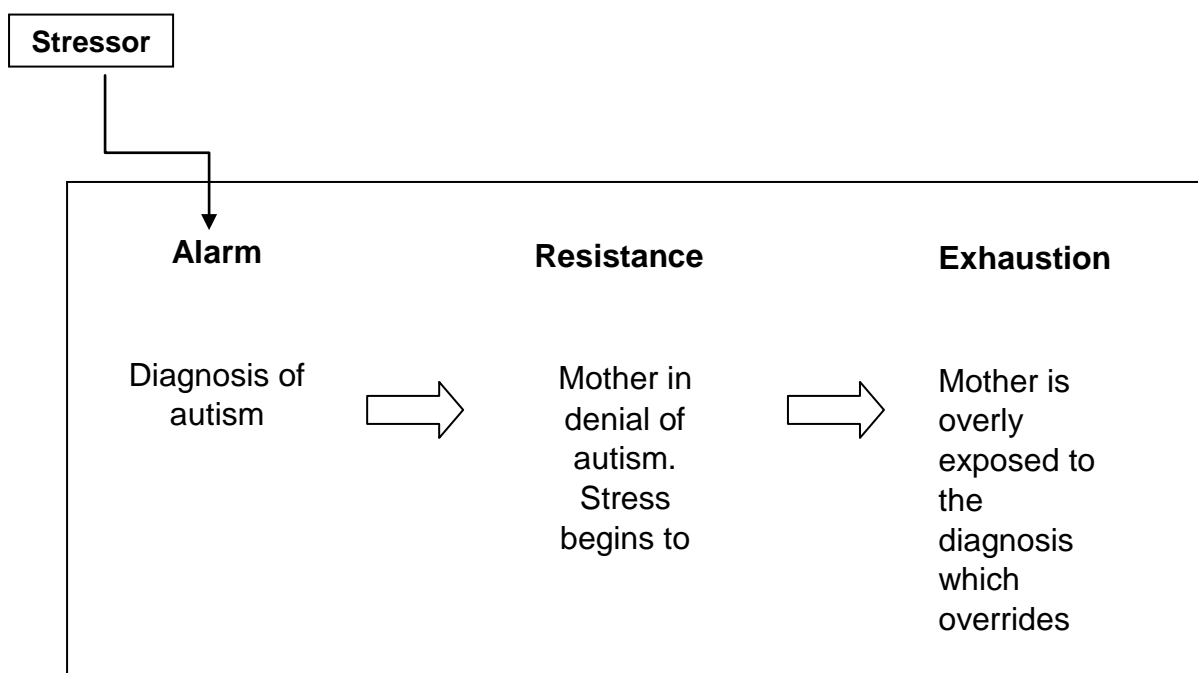 Stressor
Alarm
Resistance
Exhaustion
Diagnosis of
autism
Mother in
denial of
autism.
Stress
begins to
Mother is
overly
exposed to
the
diagnosis
which
overrides